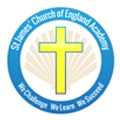 St James' Church of England Academy
We Challenge We Learn We Succeed